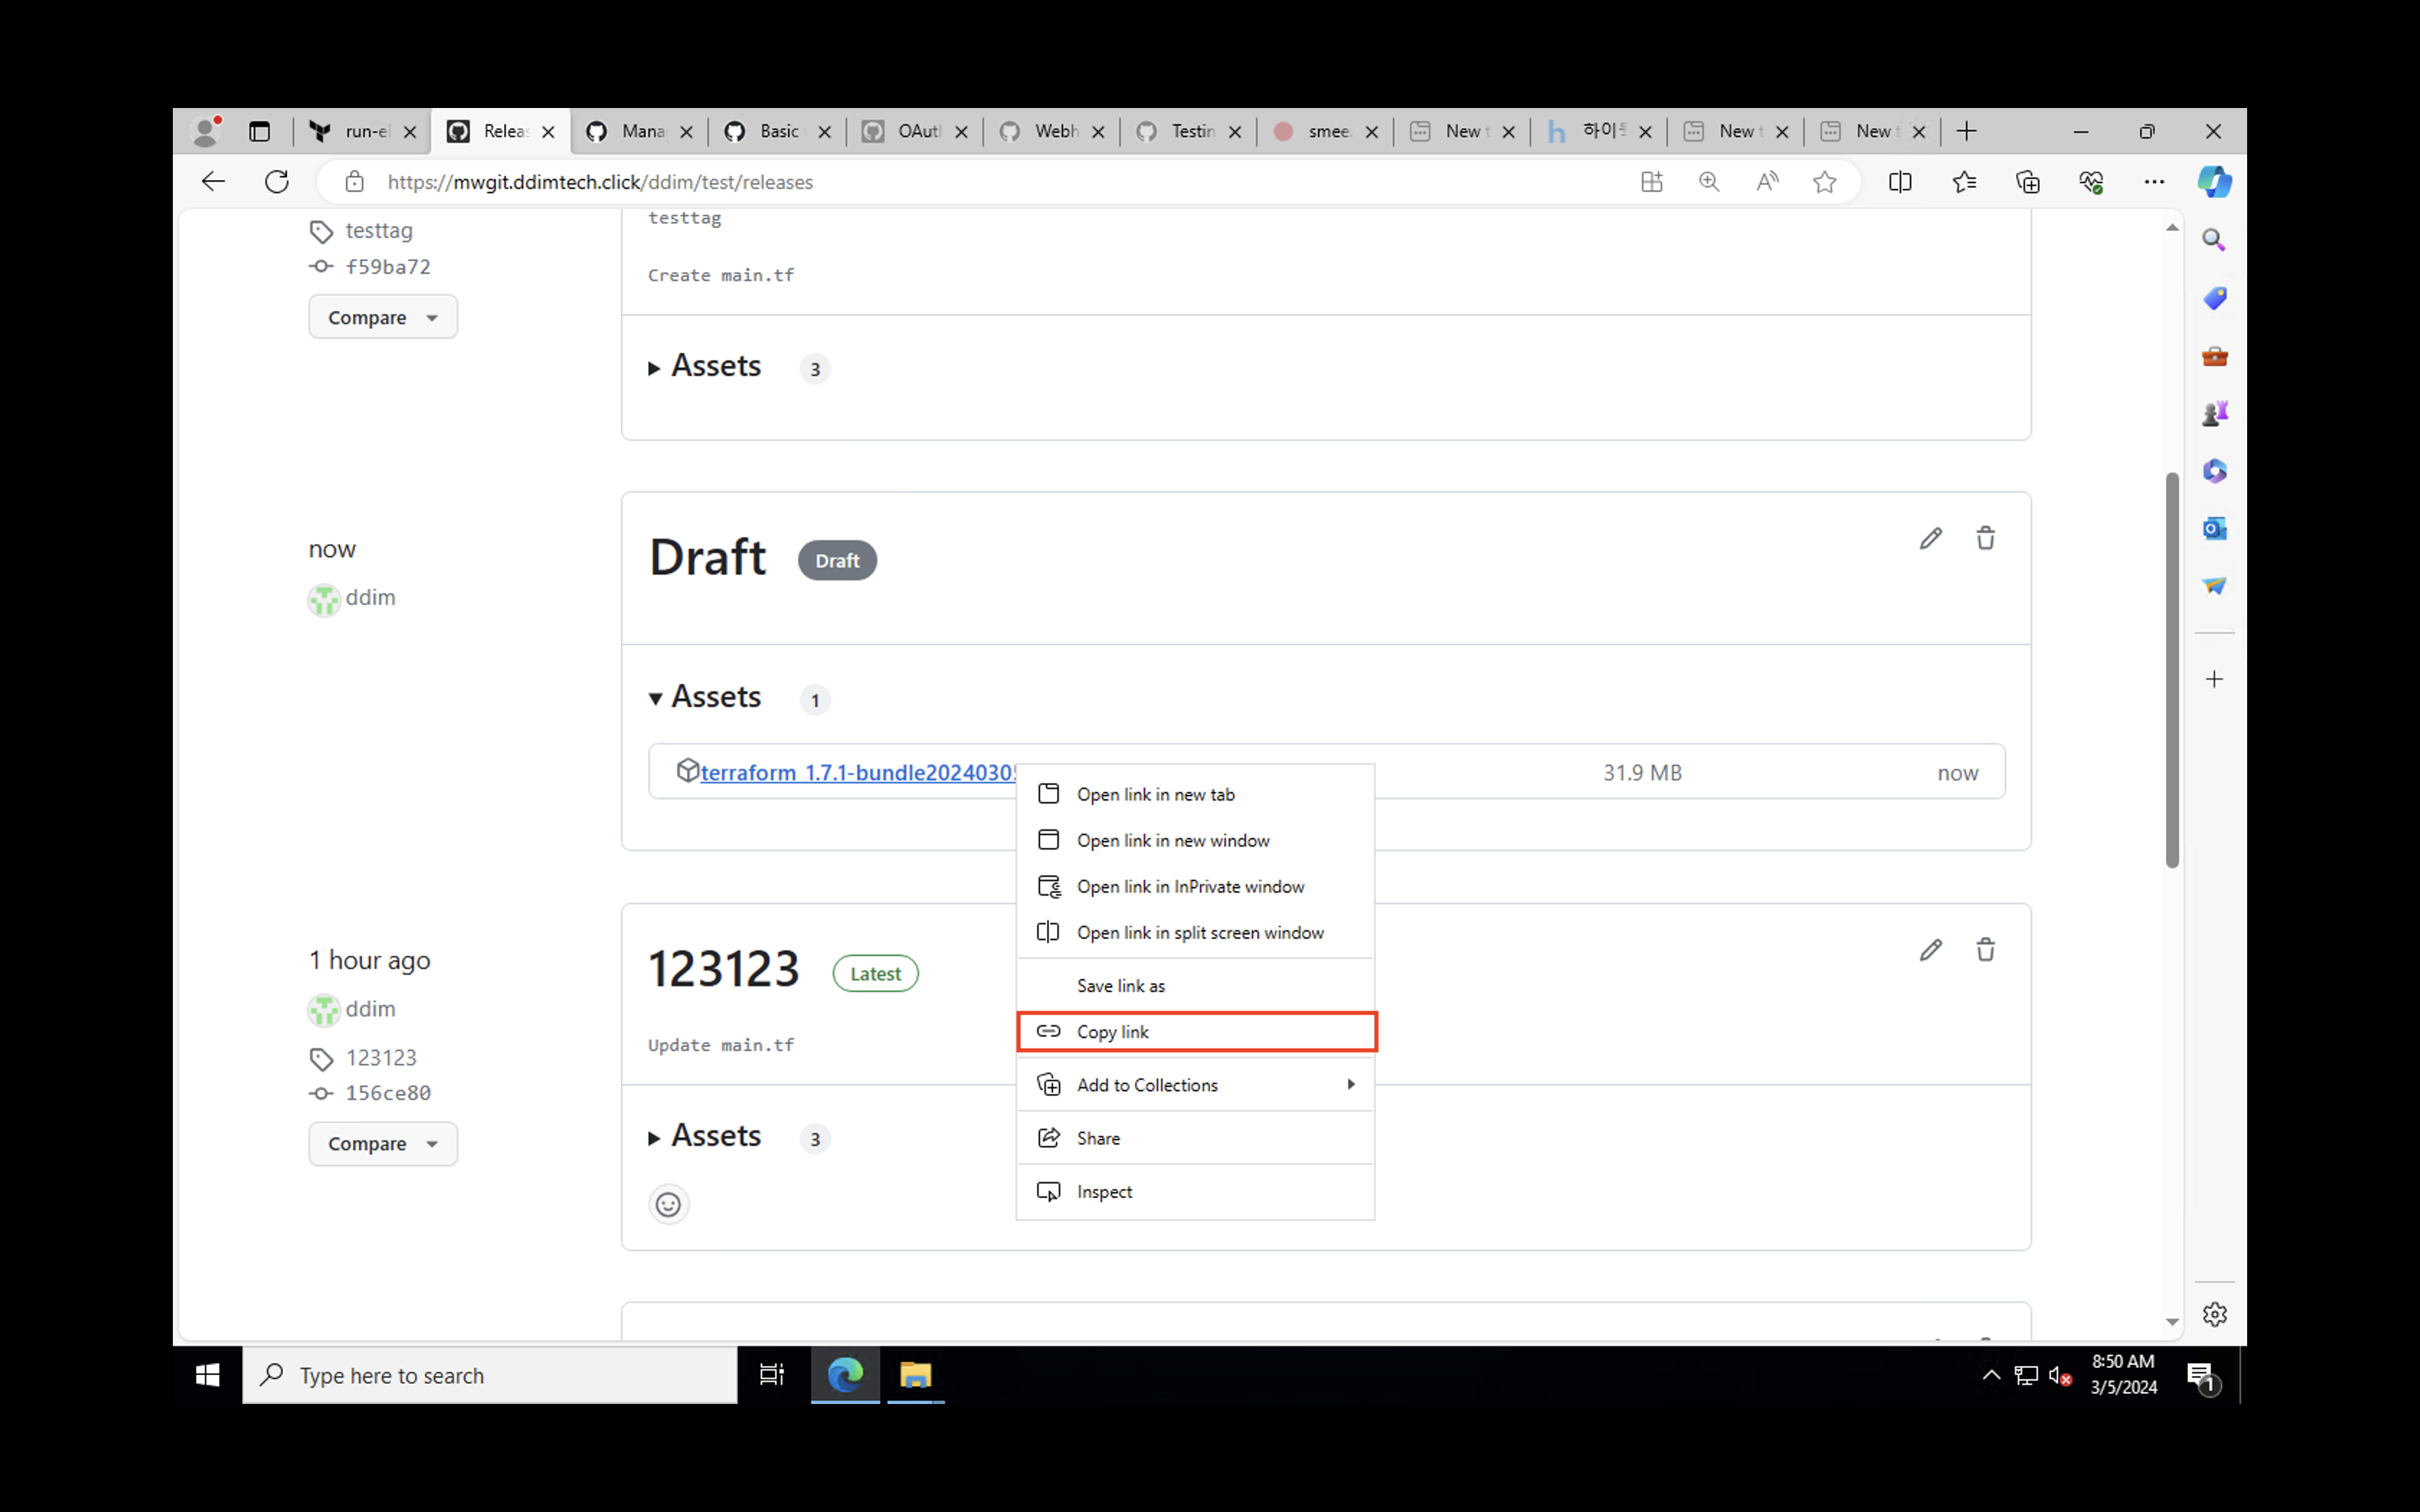 run-el
Relea
Mana
Basic
OAuth
Webh
Testin
smee.
New t
하이
New t
New t
https://mwgit.ddimtech.click/ddim/test/releases
testtag
f59ba72
Compare
testtag
Create main.tf
Assets 3
now
ddim
Draft Draft
Assets 1
terraform_1.7.1-bundle2024030
31.9 MB
now
Open link in new tab
Open link in new window
Open link in InPrivate window
Open link in split screen window
Save link as
Copy link
Add to Collections
Share
Inspect
1 hour ago
ddim
123123
156ce80
Compare
123123 Latest
Update main.tf
Assets 3
Type here to search
8:50 AM
3/5/2024
1